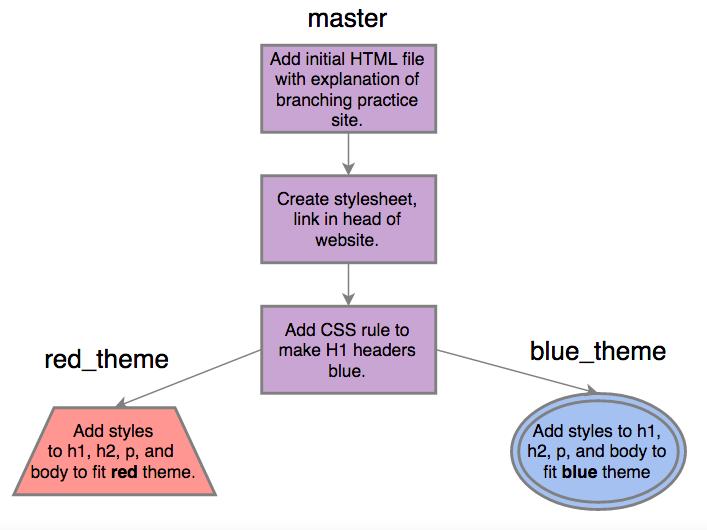 master
Add initial HTML file
with explanation of
branching practice
site.
Create stylesheet,
link in head of
website.
Add CSS rule to
make H1 headers
blue.
red_theme
Add styles
to h1, h2, p, and
body to fit red theme.
blue_theme
Add styles to h1,
h2, p, and body to
fit blue theme